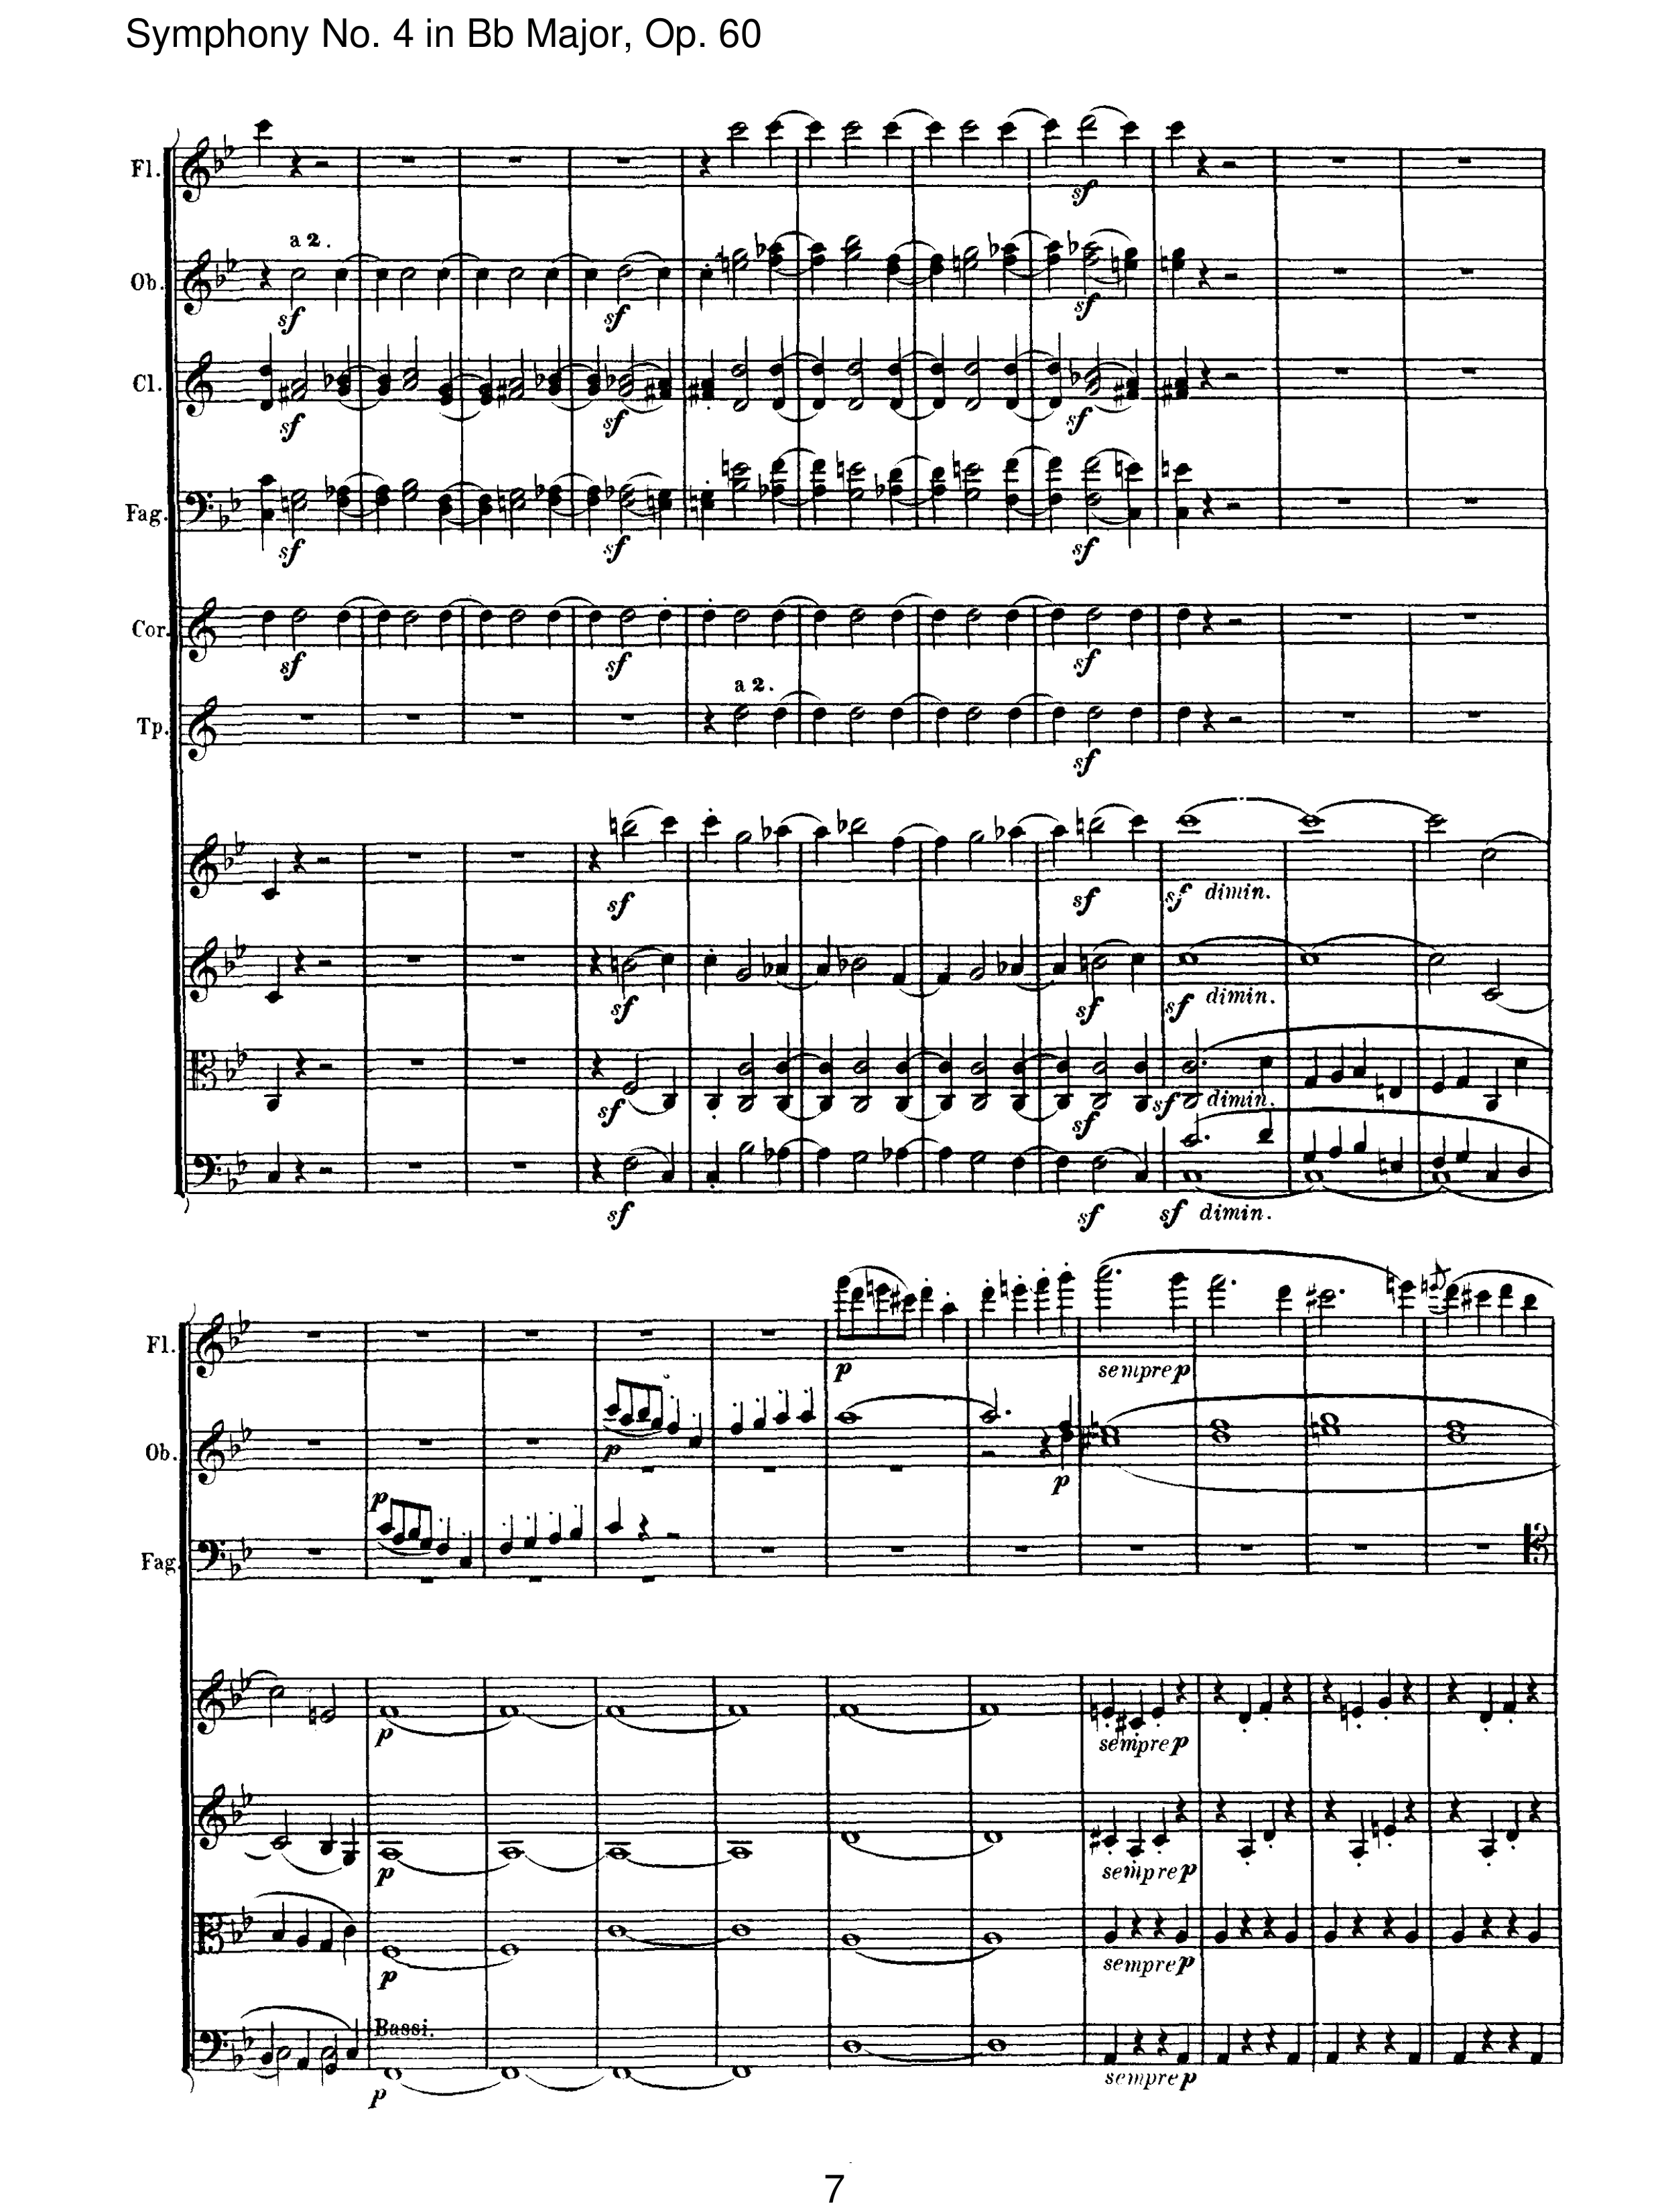 Symphony No. 4 in Bb Major, Op. 60
Fl.
a 2.
Ob.
sf sf sf sf
Cl.
sf sf sf
Fag.
sf sf sf
Cor.
sf sf sf
a 2.
Tp.
sf
sf sf sf dimin.
sf sf sf dimin.
sf sf sf dimin.
sf sf sf dimin.
Fl.
p sempre p
Ob.
p p
p
Fag.
p sempre p
p sempre p
p sempre p
Bassi.
p sempre p
7